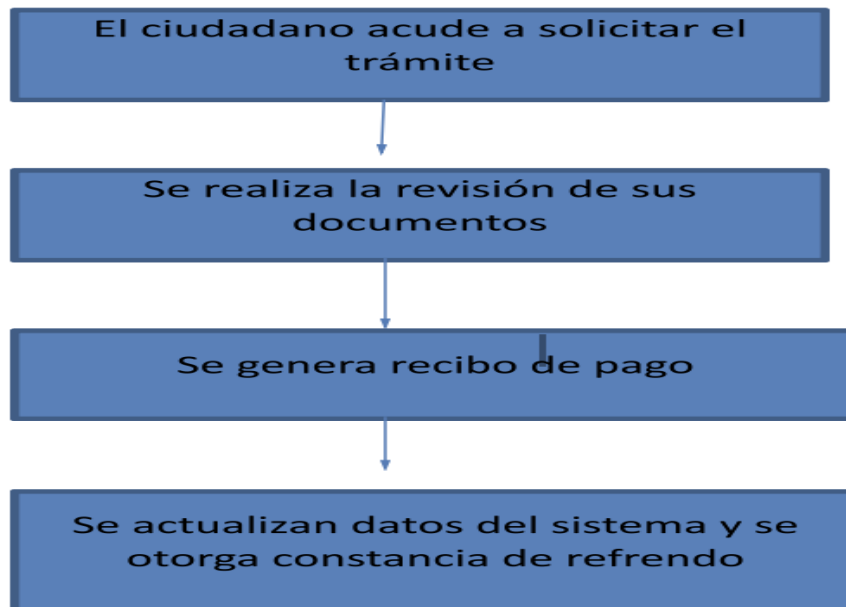 El ciudadano acude a solicitar el
trámite
Se realiza la revisión de sus
documentos
Se genera recibo de pago
Se actualizan datos del sistema y se
otorga constancia de refrendo